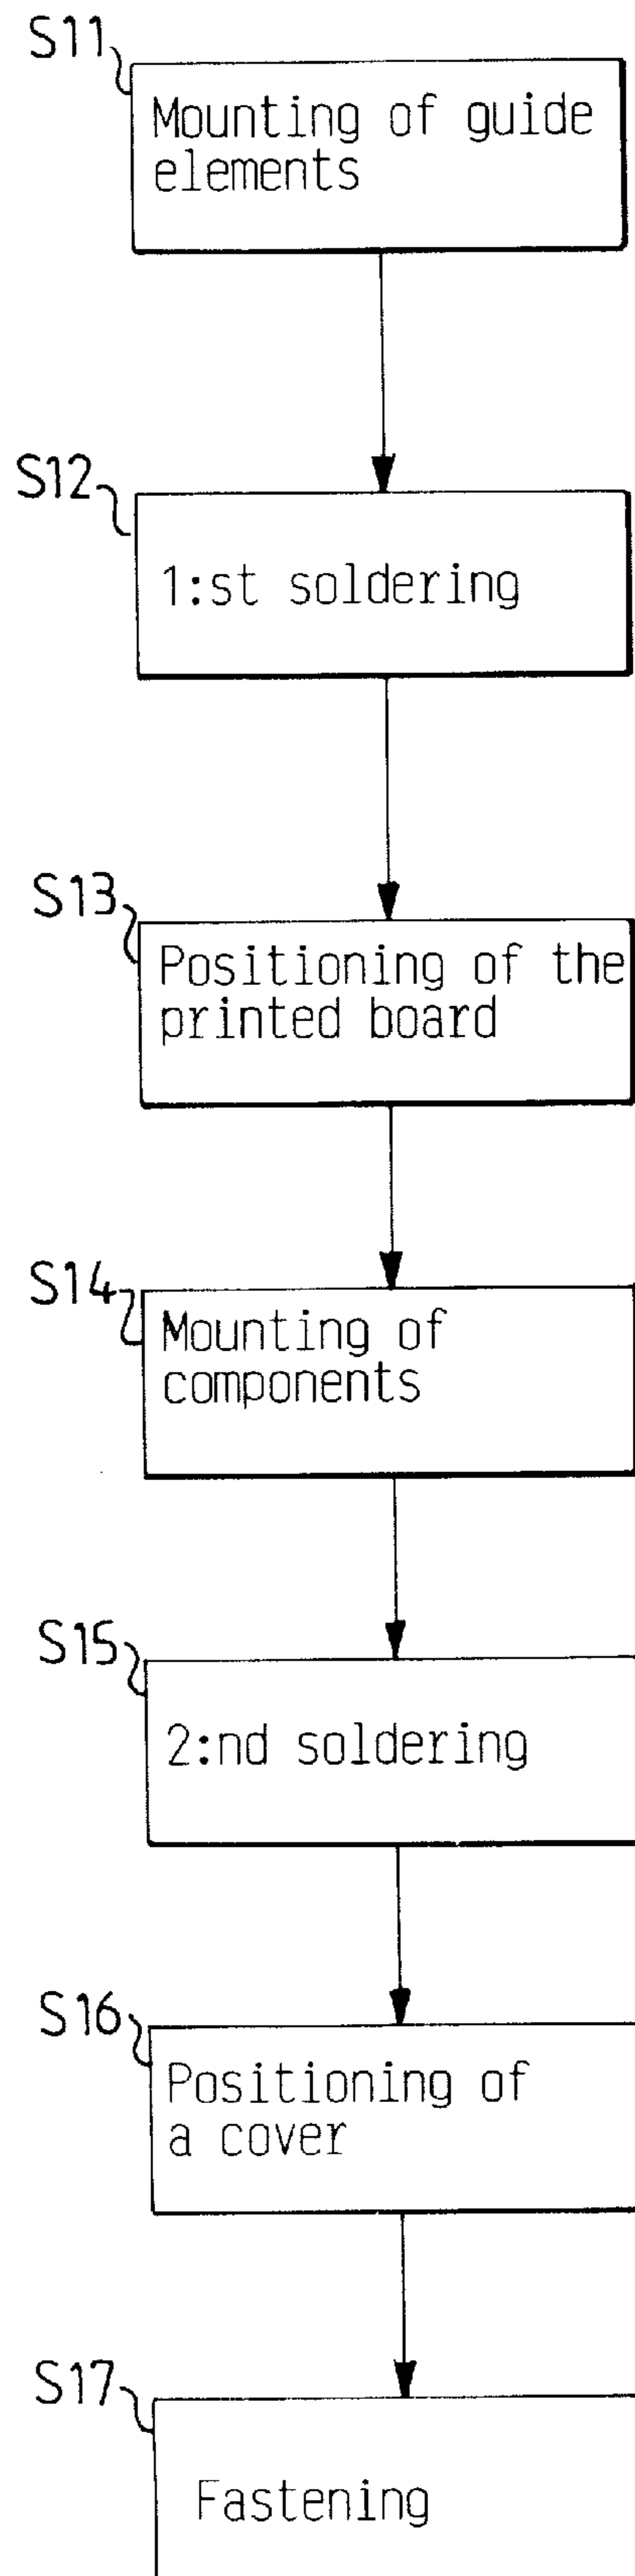 S11
Mounting of guide
elements
S12
1:st soldering
S13
Positioning of the
printed board
S14
Mounting of
components
S15
2:nd soldering
S16
Positioning of
a cover
S17
Fastening